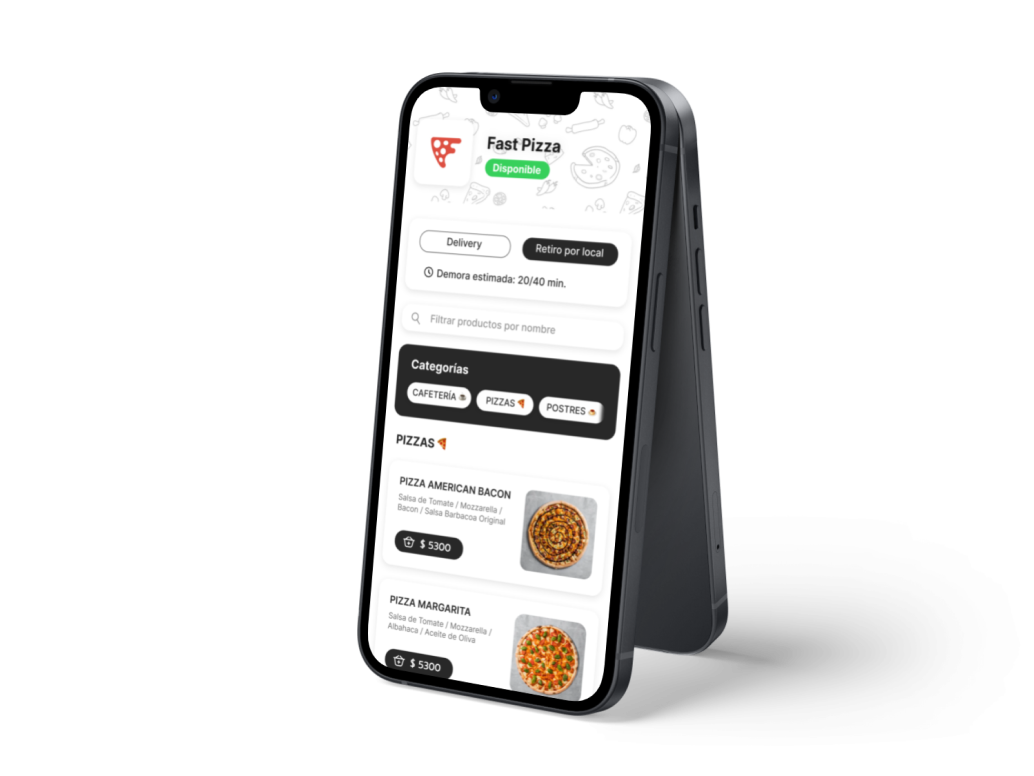 Fast Pizza
Disponible
Delivery
Retiro por local
Demora estimada: 20/40 min.
Filtrar productos por nombre
Categorías
CAFETERÍA
PIZZAS
POSTRES
PIZZAS
PIZZA AMERICAN BACON
Salsa de Tomate / Mozzarella /
Bacon / Salsa Barbacoa Original
$ 5300
PIZZA MARGARITA
Salsa de Tomate / Mozzarella /
Albahaca / Aceite de Oliva
$ 5300